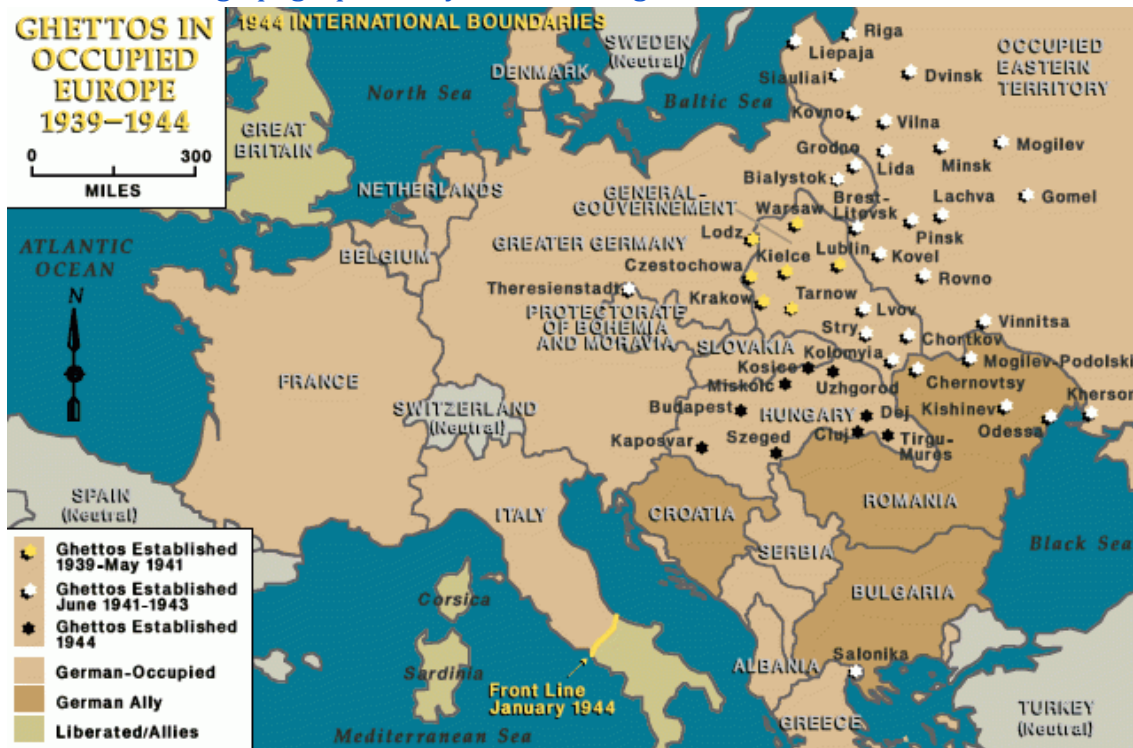 GHETTOS IN
OCCUPIED
EUROPE
1939–1944
0 300
MILES
1944 INTERNATIONAL BOUNDARIES
SWEDEN
(Neutral)
DENMARK
North Sea
Baltic Sea
GREAT
BRITAIN
NETHERLANDS
BELGIUM
ATLANTIC
OCEAN
N
FRANCE
SWITZERLAND
(Neutral)
SPAIN
(Neutral)
ITALY
Corsica
Sardinia
Mediterranean Sea
Front Line
January 1944
OCCUPIED
EASTERN
TERRITORY
Riga
Liepaja
Siauliai
Dvinsk
Kovno
Vilna
Grodno
Lida
Minsk
Mogilev
Bialystok
Brest-
Litovsk
Lachva
Gomel
Pinsk
GENERAL-
GOUVERNEMENT
Warsaw
Lodz
GREATER GERMANY
Kielce
Lublin
Kovel
Czestochowa
Rovno
Theresienstadt
Krakow
Tarnow
Lvov
PROTECTORATE
OF BOHEMIA
AND MORAVIA
Stry
Vinnitsa
Chortkov
SLOVAKIA
Kolomyia
Mogilev-Podolski
Kosice
Chernovtsy
Miskolc
Uzhgorod
Kherson
Budapest
HUNGARY
Dej
Kishinev
Odessa
Kaposvar
Szeged
Cluj
Tirgu-
Mures
CROATIA
ROMANIA
SERBIA
Black Sea
BULGARIA
ALBANIA
Salonika
GREECE
TURKEY
(Neutral)
Ghettos Established
1939-May 1941
Ghettos Established
June 1941-1943
Ghettos Established
1944
German-Occupied
German Ally
Liberated/Allies